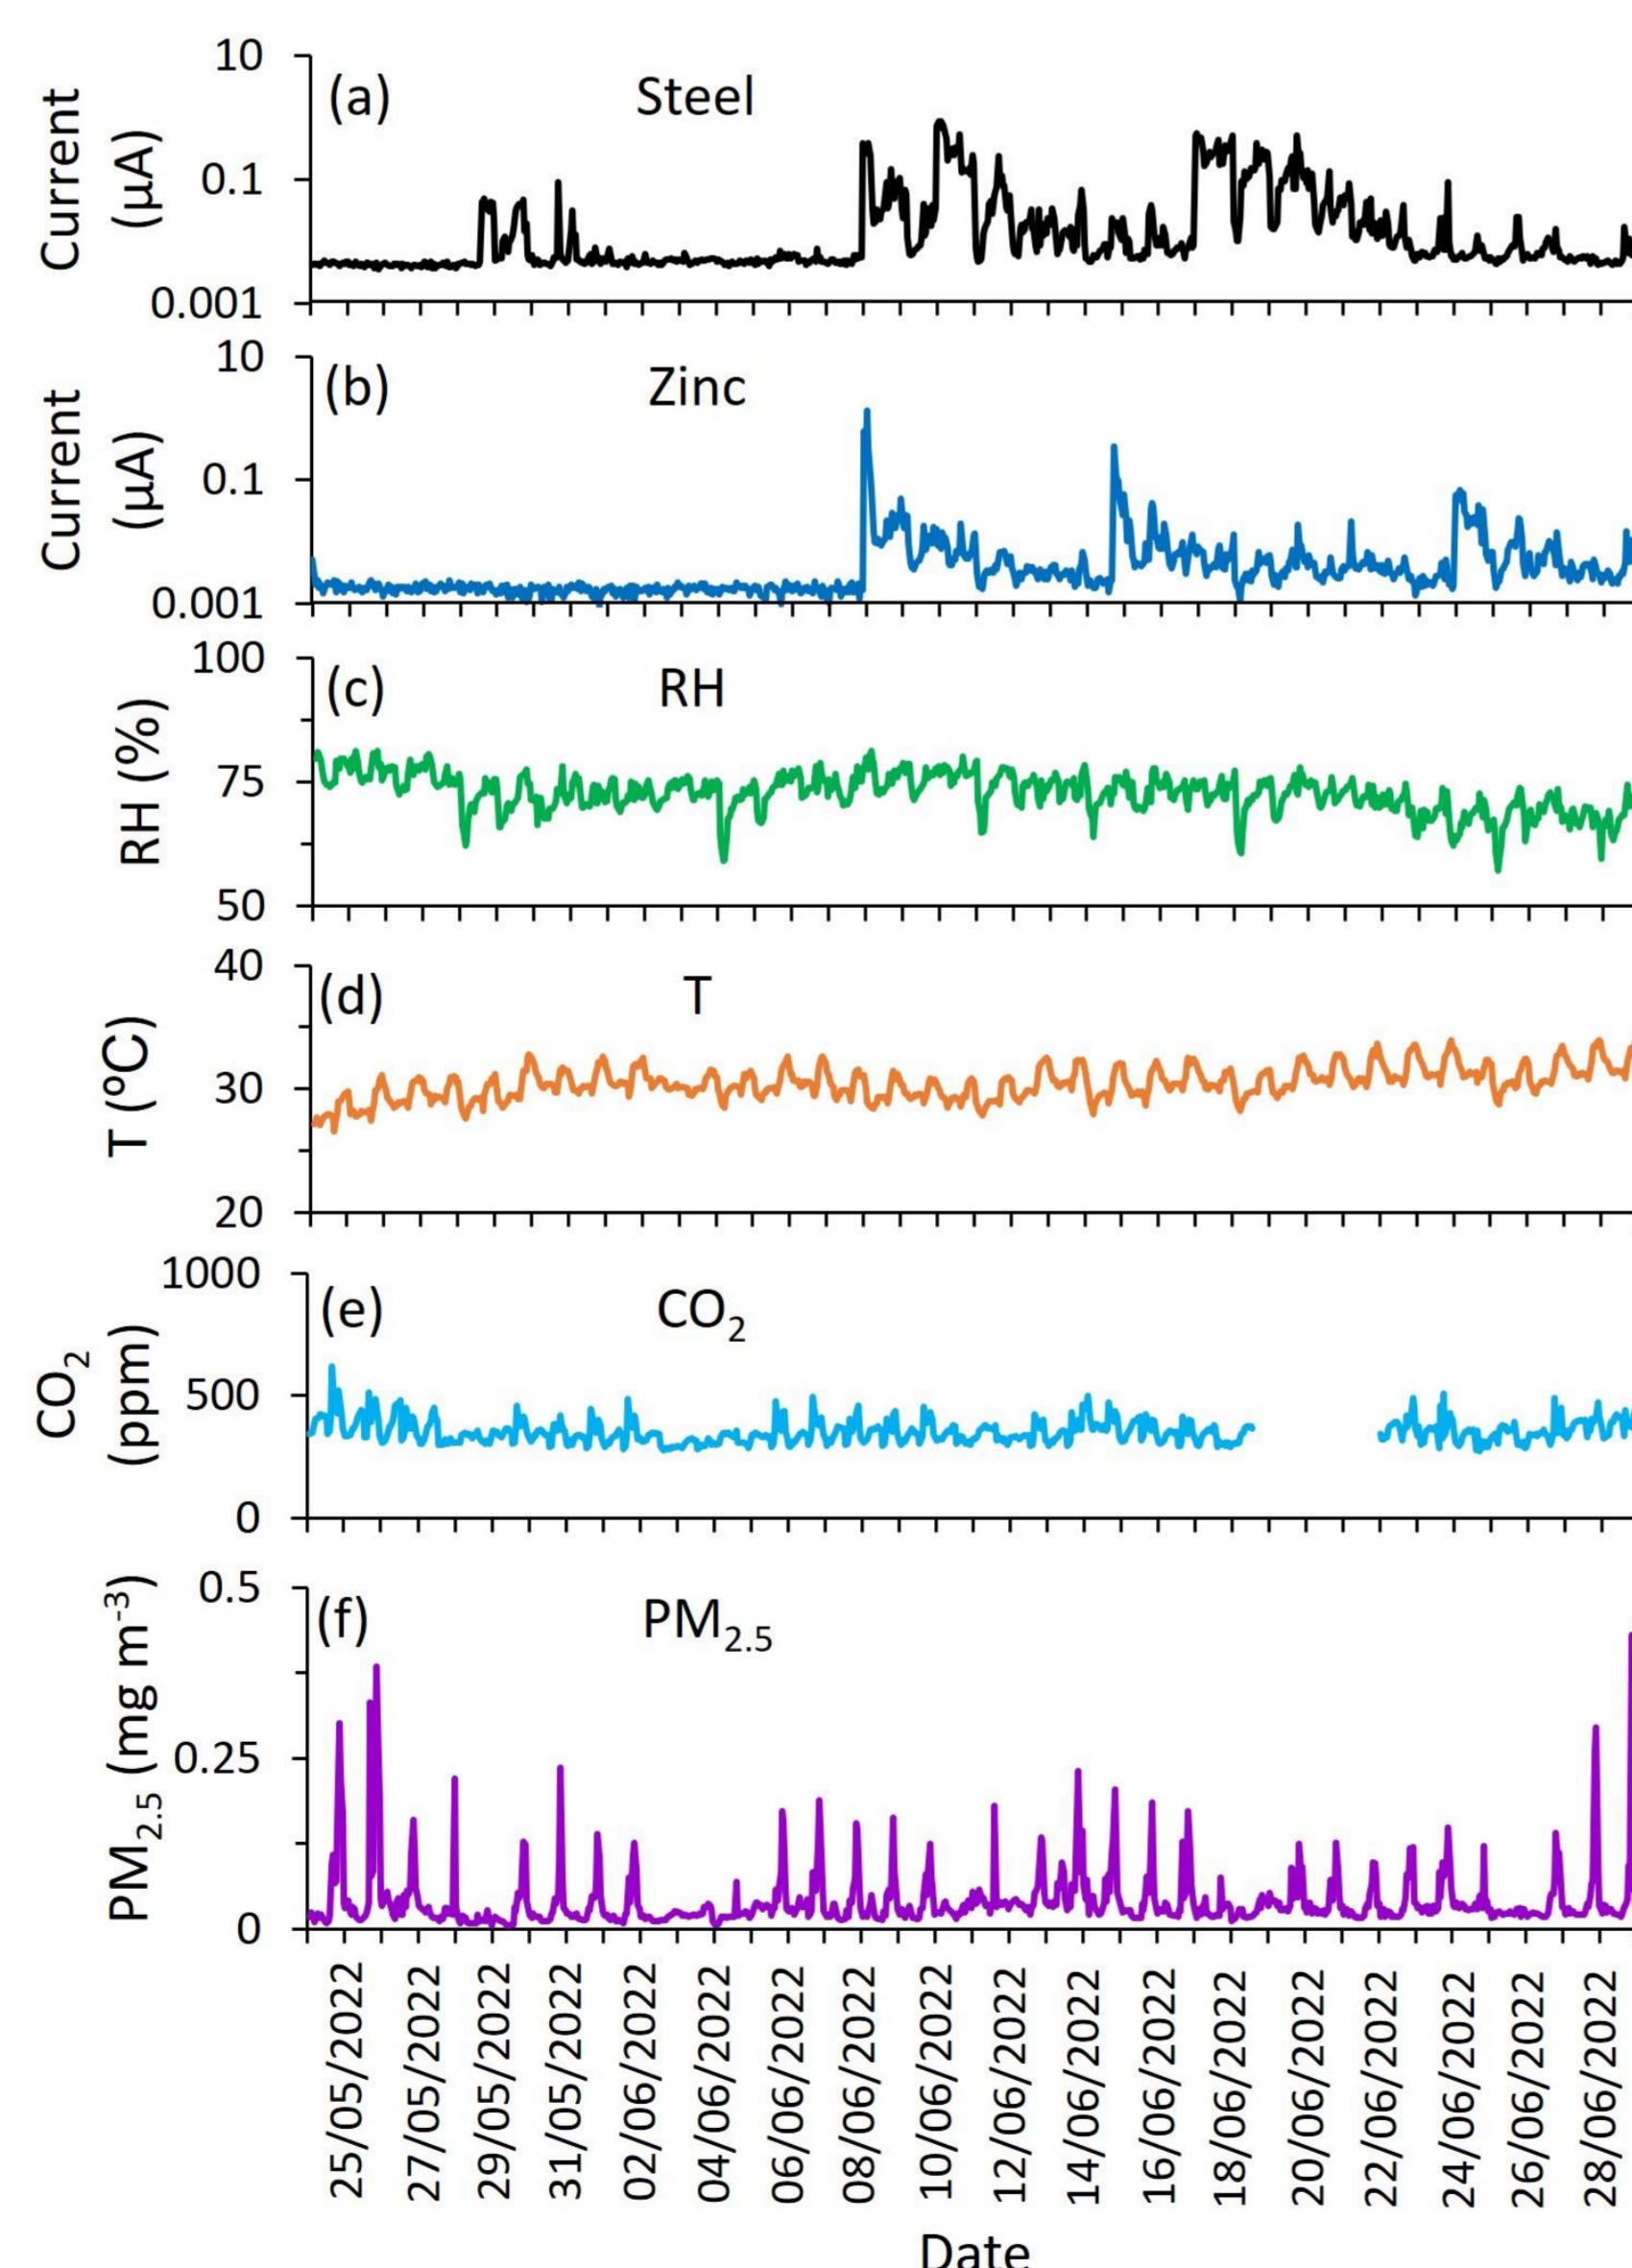 10
(a) Steel
Current
(µA)
0.1
0.001
10
(b) Zinc
Current
(µA)
0.1
0.001
100
(c) RH
RH (%)
75
50
40
(d) T
T (ºC)
30
20
1000
(e) CO2
CO2
(ppm)
500
0
0.5
(f) PM2.5
PM2.5 (mg m-3)
0.25
0
25/05/2022
27/05/2022
29/05/2022
31/05/2022
02/06/2022
04/06/2022
06/06/2022
08/06/2022
10/06/2022
12/06/2022
14/06/2022
16/06/2022
18/06/2022
20/06/2022
22/06/2022
24/06/2022
26/06/2022
28/06/2022
Date